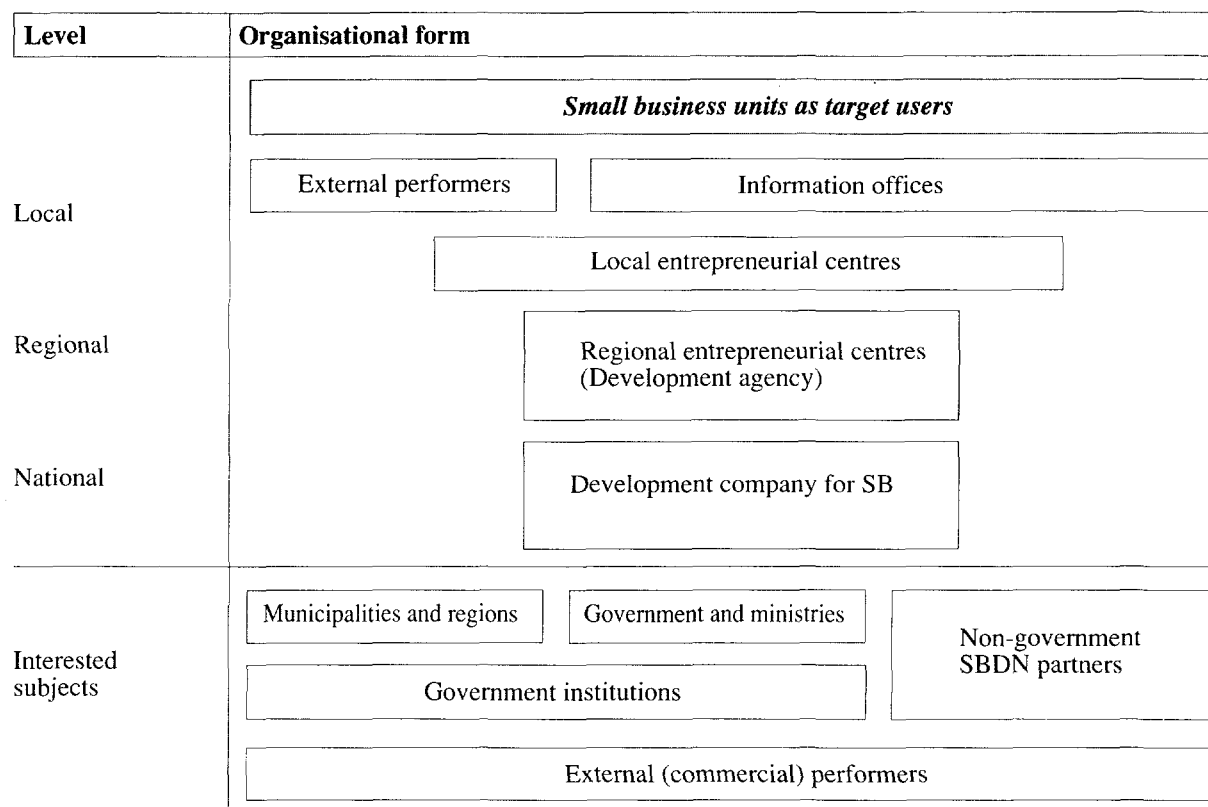 Level
Organisational form
Small business units as target users
External performers
Information offices
Local
Local entrepreneurial centres
Regional
Regional entrepreneurial centres
(Development agency)
National
Development company for SB
Municipalities and regions
Government and ministries
Non-government
SBDN partners
Interested
subjects
Government institutions
External (commercial) performers